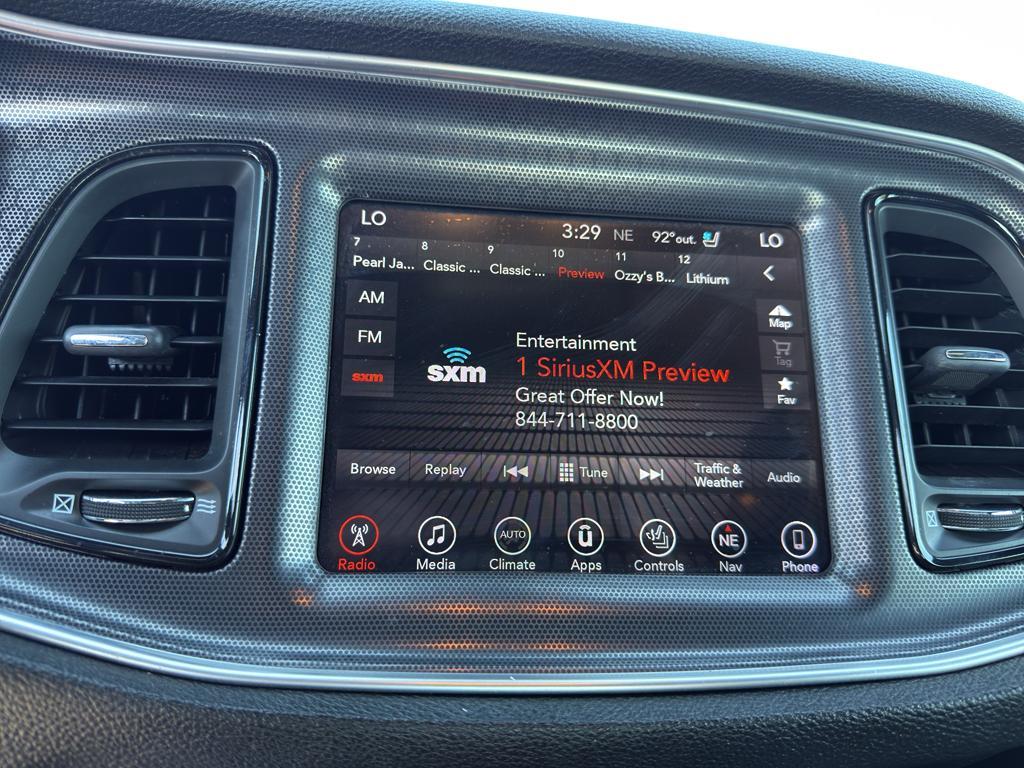 LO
3:29 NE 92° out. LO
7 8 9 10 11 12
Pearl Ja... Classic ... Classic ... Preview Ozzy's B... Lithium
AM
FM
sxm
sxm
Entertainment
1 SiriusXM Preview
Great Offer Now!
844-711-8800
Map
Tag
Fav
Browse Replay Tune Traffic &
Weather Audio
AUTO NE
Radio Media Climate Apps Controls Nav Phone